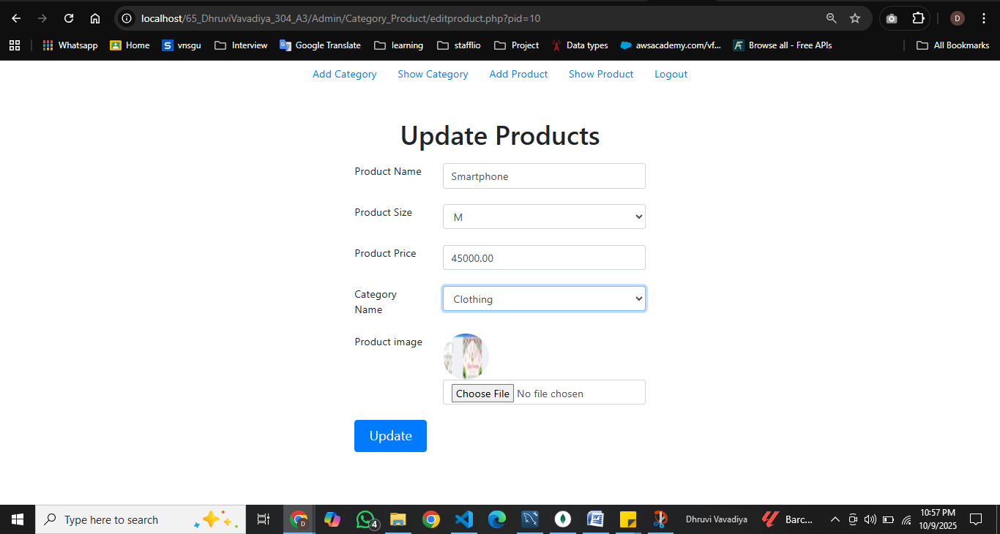 localhost/65_DhruviVavadiya_304_A3/Admin/Category_Product/editproduct.php?pid=10
D
Whatsapp Home S vnsgu Interview Google Translate learning stafflio Project Data types awsacademy.com/vf... Browse all - Free APIs All Bookmarks
Add Category Show Category Add Product Show Product Logout
Update Products
Product Name Smartphone
Product Size M
Product Price 45000.00
Category Name Clothing
Product image
Choose File No file chosen
Update
Type here to search D 4 W Dhruvi Vavadiya Barc... 10:57 PM
10/9/2025